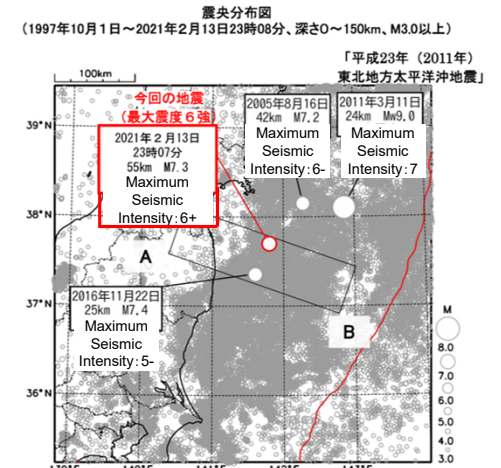 震央分布図
（1997年10月１日～2021年２月13日23時08分、深さ０～150km、M3.0以上）
「平成23年（2011年）
東北地方太平洋沖地震」
100km
今回の地震
（最大震度６強）
2021年２月13日
23時07分
55km M7.3
Maximum
Seismic
Intensity：6+
2005年8月16日
42km M7.2
Maximum
Seismic
Intensity：6-
2011年3月11日
24km Mw9.0
Maximum
Seismic
Intensity：7
39°N
38°N
37°N
36°N
A
B
2016年11月22日
25km M7.4
Maximum
Seismic
Intensity：5-
M
8.0
7.0
6.0
5.0
4.0
3.0